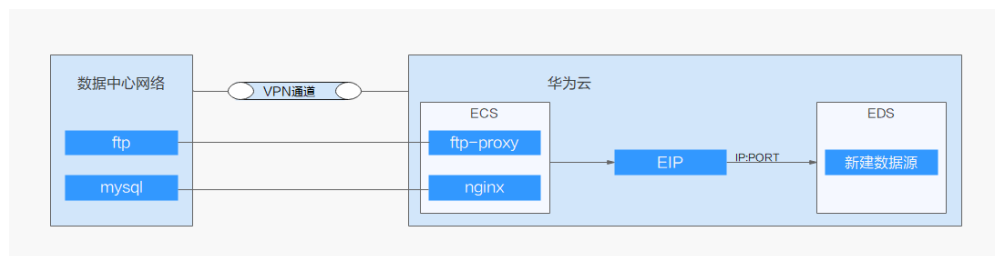 数据中心网络
VPN通道
华为云
ECS
EDS
ftp
ftp-proxy
EIP
IP:PORT
新建数据源
mysql
nginx